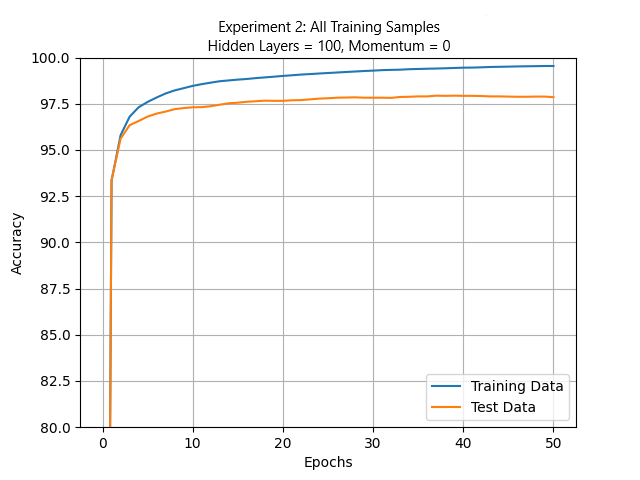 Experiment 2: All Training Samples
Hidden Layers = 100, Momentum = 0
100.0
97.5
95.0
92.5
90.0
87.5
85.0
82.5
80.0
Accuracy
Training Data
Test Data
0 10 20 30 40 50
Epochs